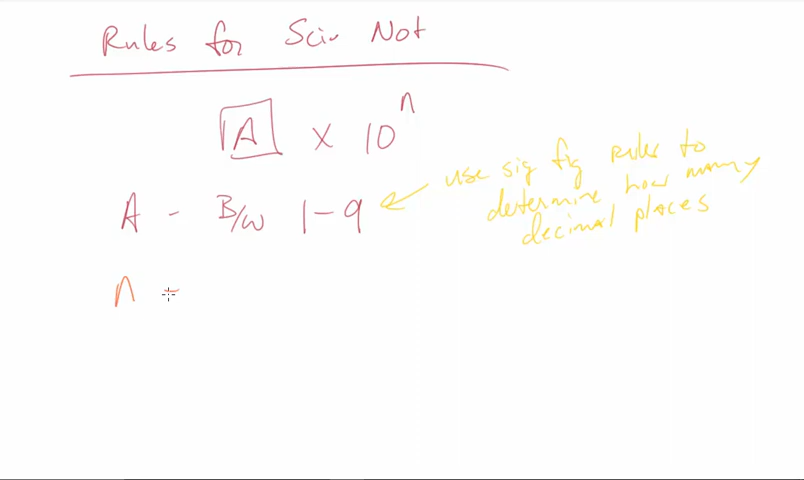 Rules for Sci. Not
A x 10^n
A - B/w 1-9
use sig fig rules to
determine how many
decimal places
n -